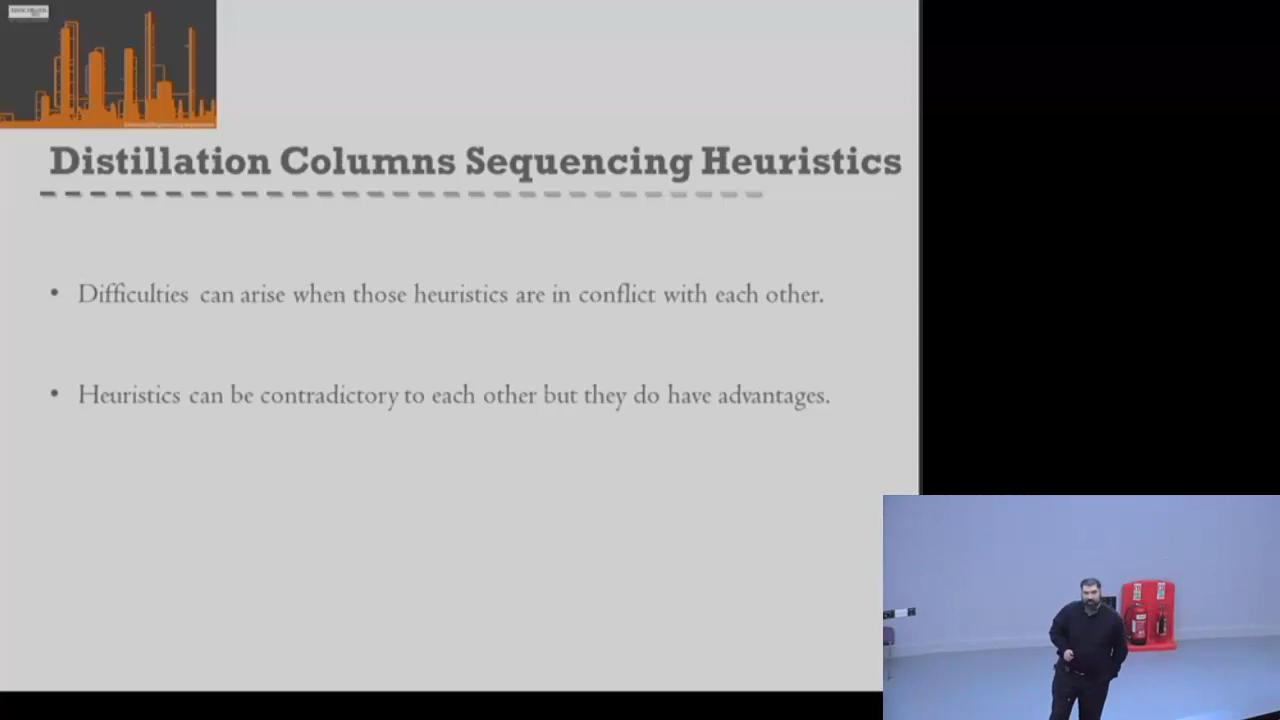 Distillation Columns Sequencing Heuristics
• Difficulties can arise when those heuristics are in conflict with each other.
• Heuristics can be contradictory to each other but they do have advantages.